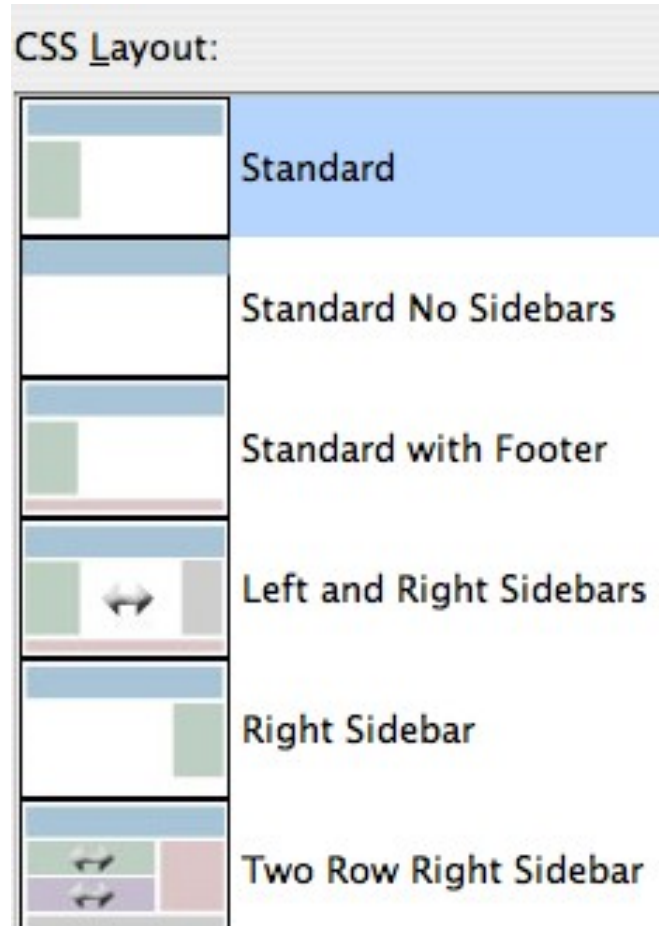 CSS Layout:
Standard
Standard No Sidebars
Standard with Footer
Left and Right Sidebars
Right Sidebar
Two Row Right Sidebar